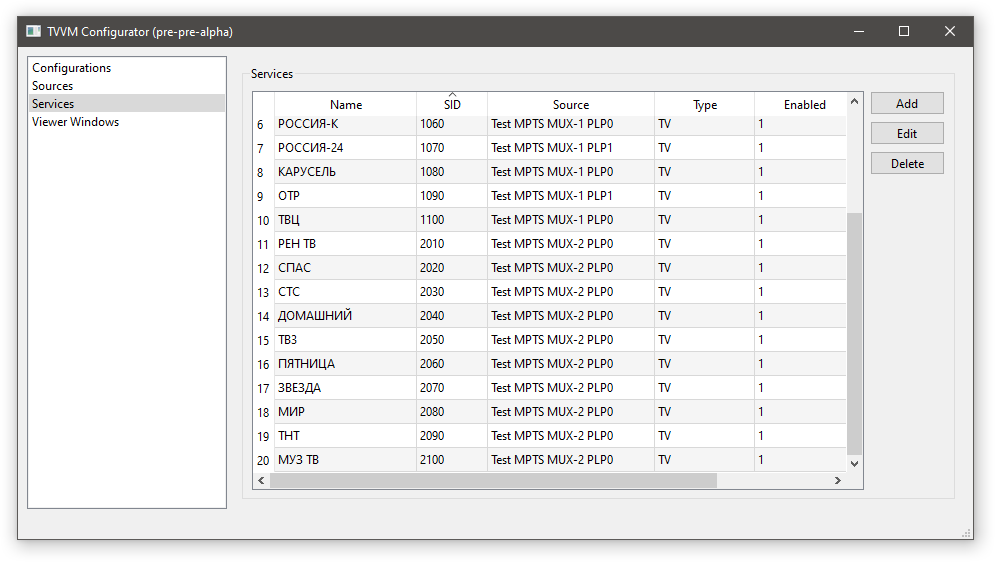 TVVM Configurator (pre-pre-alpha)
Configurations
Sources
Services
Viewer Windows
Services
Name SID Source Type Enabled
6 РОССИЯ-К 1060 Test MPTS MUX-1 PLP0 TV 1
7 РОССИЯ-24 1070 Test MPTS MUX-1 PLP1 TV 1
8 КАРУСЕЛЬ 1080 Test MPTS MUX-1 PLP0 TV 1
9 ОТР 1090 Test MPTS MUX-1 PLP1 TV 1
10 ТВЦ 1100 Test MPTS MUX-1 PLP0 TV 1
11 РЕН ТВ 2010 Test MPTS MUX-2 PLP0 TV 1
12 СПАС 2020 Test MPTS MUX-2 PLP0 TV 1
13 СТС 2030 Test MPTS MUX-2 PLP0 TV 1
14 ДОМАШНИЙ 2040 Test MPTS MUX-2 PLP0 TV 1
15 ТВ3 2050 Test MPTS MUX-2 PLP0 TV 1
16 ПЯТНИЦА 2060 Test MPTS MUX-2 PLP0 TV 1
17 ЗВЕЗДА 2070 Test MPTS MUX-2 PLP0 TV 1
18 МИР 2080 Test MPTS MUX-2 PLP0 TV 1
19 ТНТ 2090 Test MPTS MUX-2 PLP0 TV 1
20 МУЗ ТВ 2100 Test MPTS MUX-2 PLP0 TV 1
Add
Edit
Delete